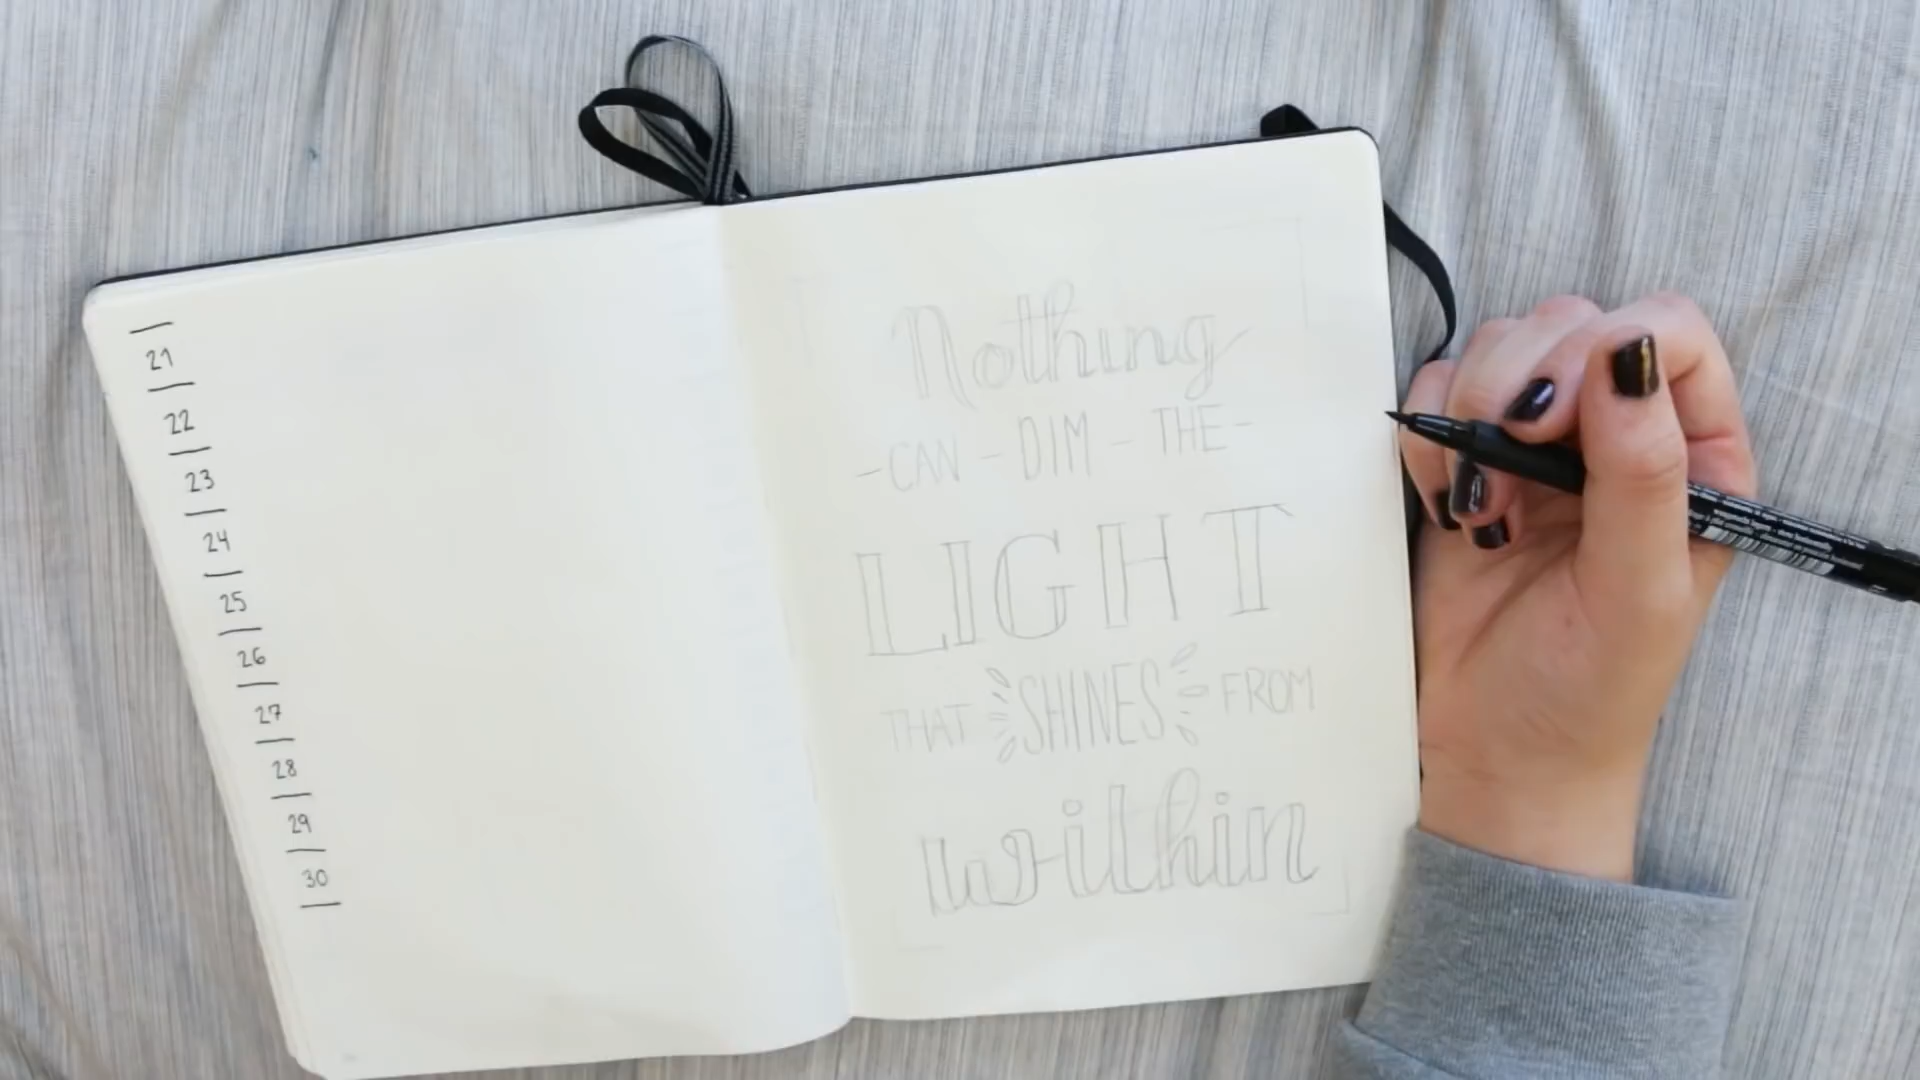 21
22
23
24
25
26
27
28
29
30
Nothing
-CAN-DIM-THE-
LIGHT
THAT SHINES FROM
within